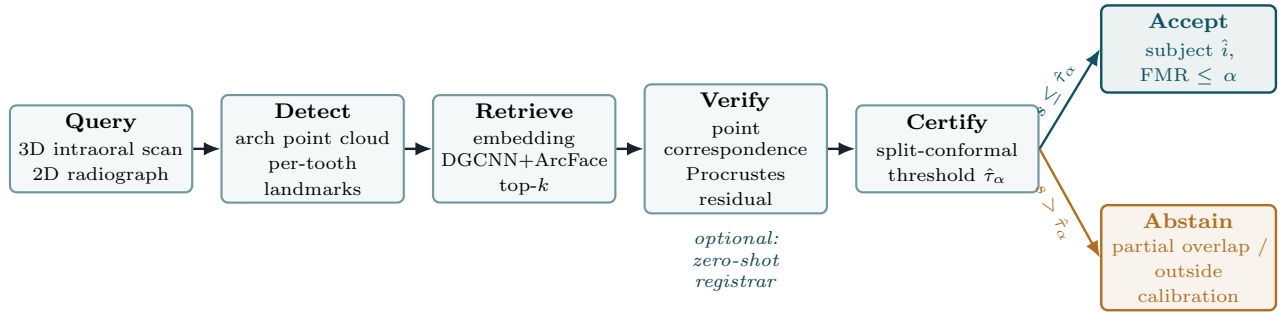 Query
3D intraoral scan
2D radiograph
Detect
arch point cloud
per-tooth
landmarks
Retrieve
embedding
DGCNN+ArcFace
top-k
Verify
point
correspondence
Procrustes
residual
optional:
zero-shot
registrar
Certify
split-conformal
threshold τ̂α
s ≤ τ̂α
Accept
subject î,
FMR ≤ α
s > τ̂α
Abstain
partial overlap /
outside
calibration